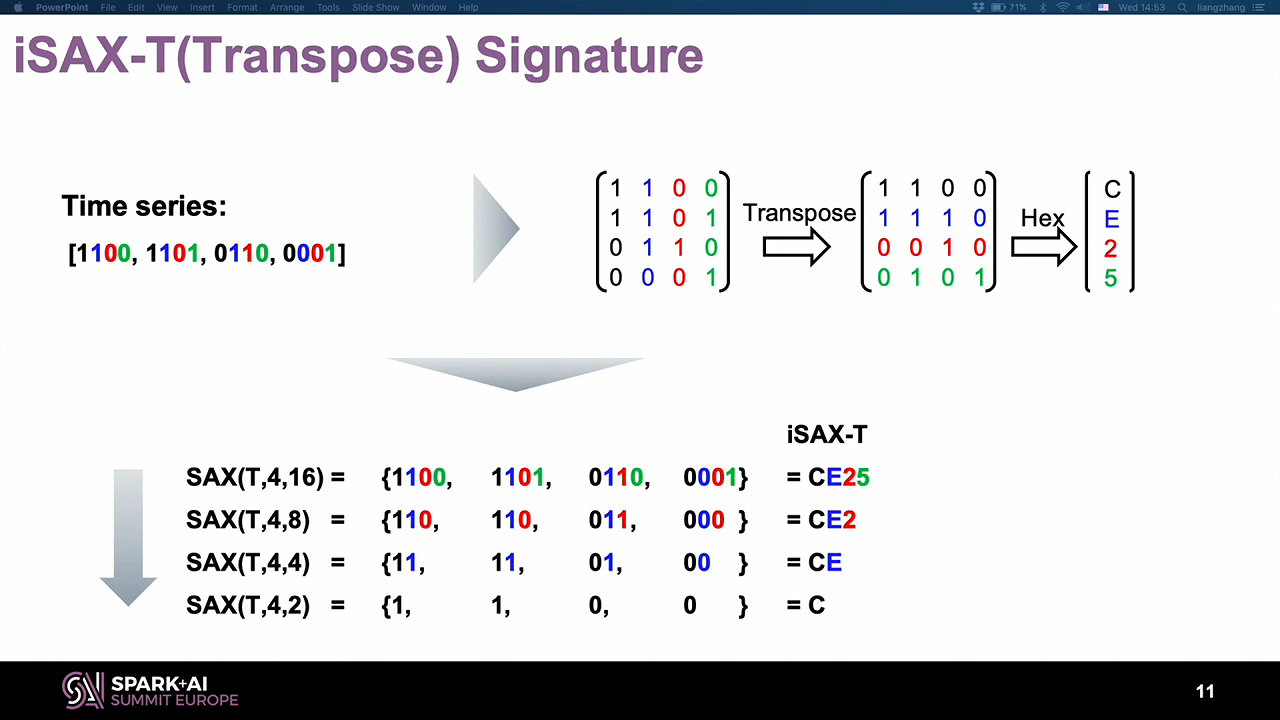 PowerPoint File Edit View Insert Format Arrange Tools Slide Show Window Help 71% Wed 14:53 liangzhang
iSAX-T(Transpose) Signature
Time series:
[1100, 1101, 0110, 0001]
1 1 0 0
1 1 0 1
0 1 1 0
0 0 0 1
Transpose
1 1 0 0
1 1 1 0
0 0 1 0
0 1 0 1
Hex
C
E
2
5
iSAX-T
SAX(T,4,16) = {1100, 1101, 0110, 0001} = CE25
SAX(T,4,8) = {110, 110, 011, 000 } = CE2
SAX(T,4,4) = {11, 11, 01, 00 } = CE
SAX(T,4,2) = {1, 1, 0, 0 } = C
SPARK+AI
SUMMIT EUROPE
11